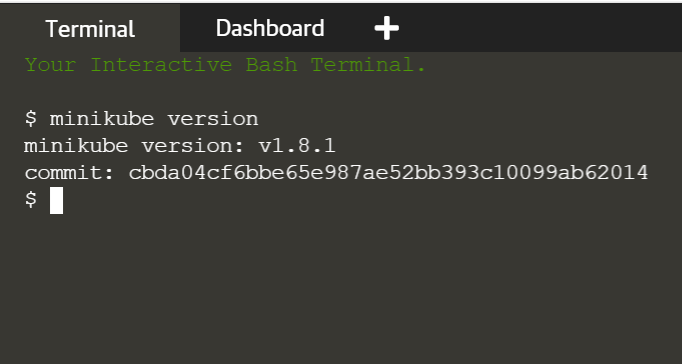 Terminal Dashboard +
Your Interactive Bash Terminal.
$ minikube version
minikube version: v1.8.1
commit: cbda04cf6bbe65e987ae52bb393c10099ab62014
$